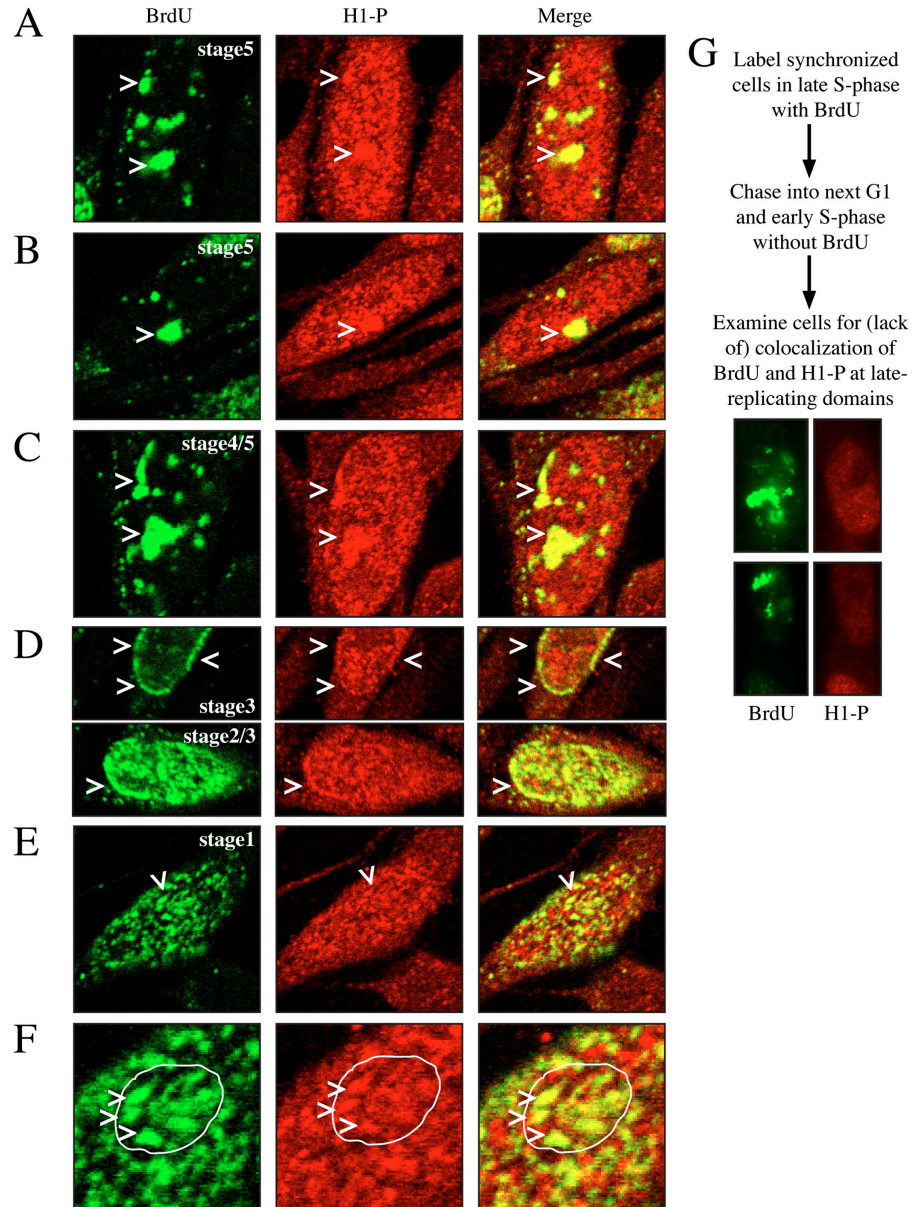 BrdU
H1-P
Merge
A
stage5
B
stage5
C
stage4/5
D
stage3
stage2/3
E
stage1
F
G
Label synchronized
cells in late S-phase
with BrdU
Chase into next G1
and early S-phase
without BrdU
Examine cells for (lack
of) colocalization of
BrdU and H1-P at late-
replicating domains
BrdU
H1-P